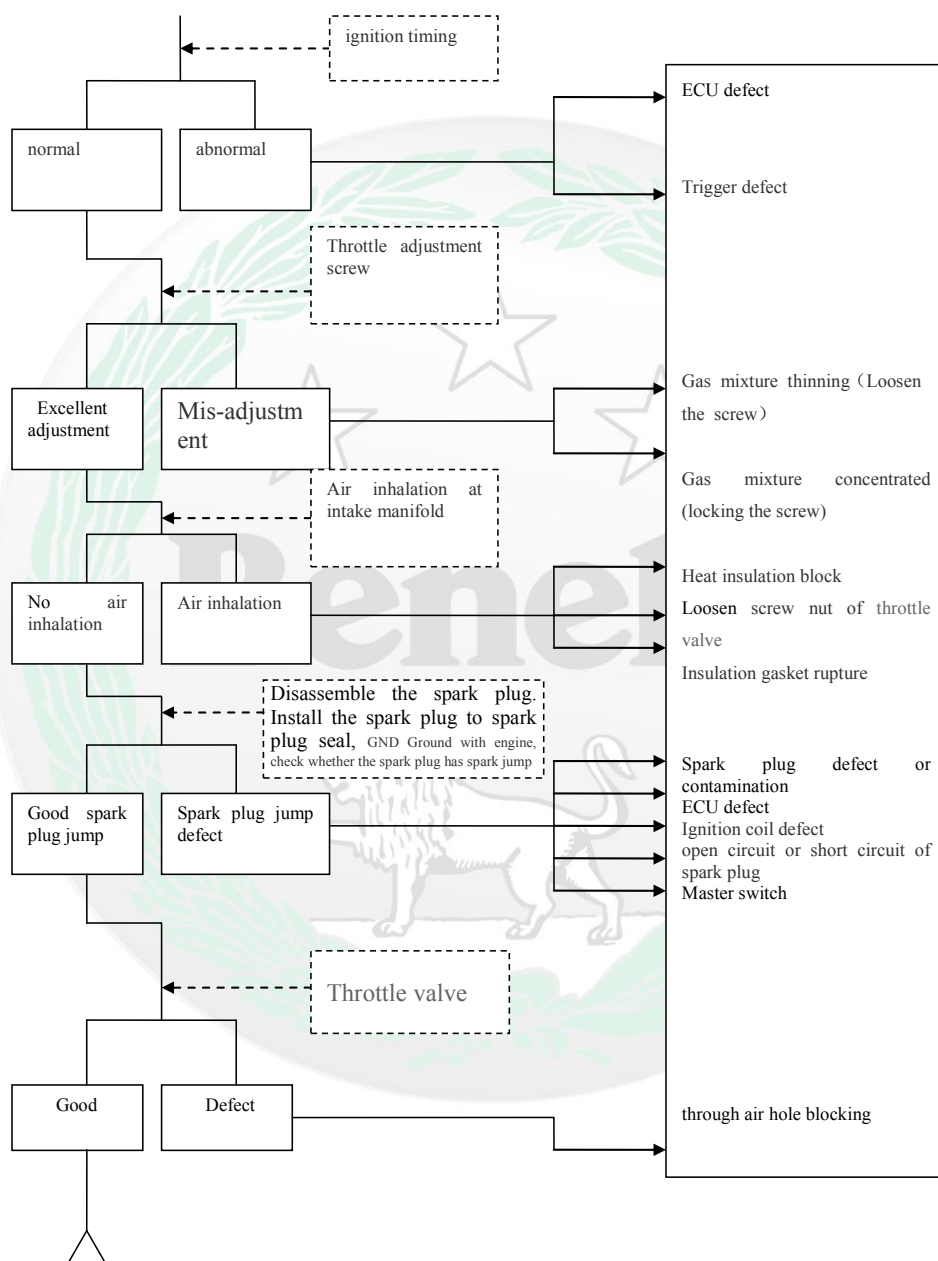 ignition timing
ECU defect
normal
abnormal
Trigger defect
Throttle adjustment
screw
Gas mixture thinning（Loosen
the screw）
Excellent
adjustment
Mis-adjustm
ent
Air inhalation at
intake manifold
Gas mixture concentrated
(locking the screw)
Heat insulation block
No air
inhalation
Air inhalation
Loosen screw nut of throttle
valve
Insulation gasket rupture
Disassemble the spark plug.
Install the spark plug to spark
plug seal, GND Ground with engine,
check whether the spark plug has spark jump
Spark plug defect or
contamination
ECU defect
Good spark
plug jump
Spark plug jump
defect
Ignition coil defect
open circuit or short circuit of
spark plug
Master switch
Throttle valve
Good
Defect
through air hole blocking
Benel